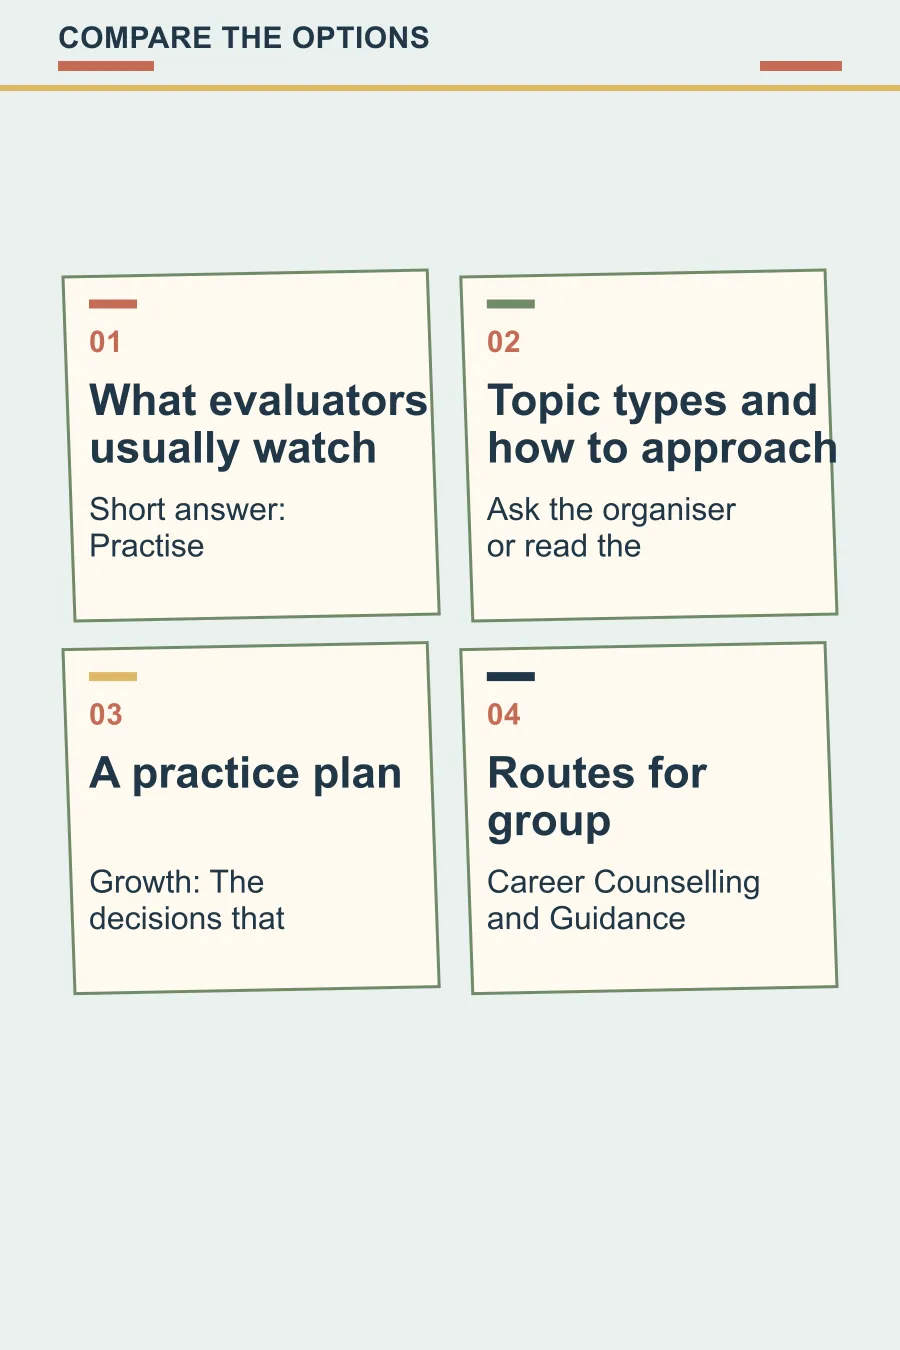 COMPARE THE OPTIONS
01
What evaluators
usually watch
Short answer:
Practise
02
Topic types and
how to approach
Ask the organiser
or read the
03
A practice plan
Growth: The
decisions that
04
Routes for
group
Career Counselling
and Guidance